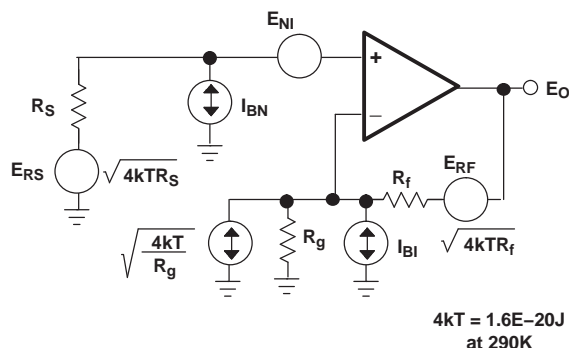 E_NI
R_S
I_BN
E_O
E_RS
√4kTR_S
R_f
E_RF
√4kT/R_g
R_g
I_BI
√4kTR_f
4kT = 1.6E−20J
at 290K